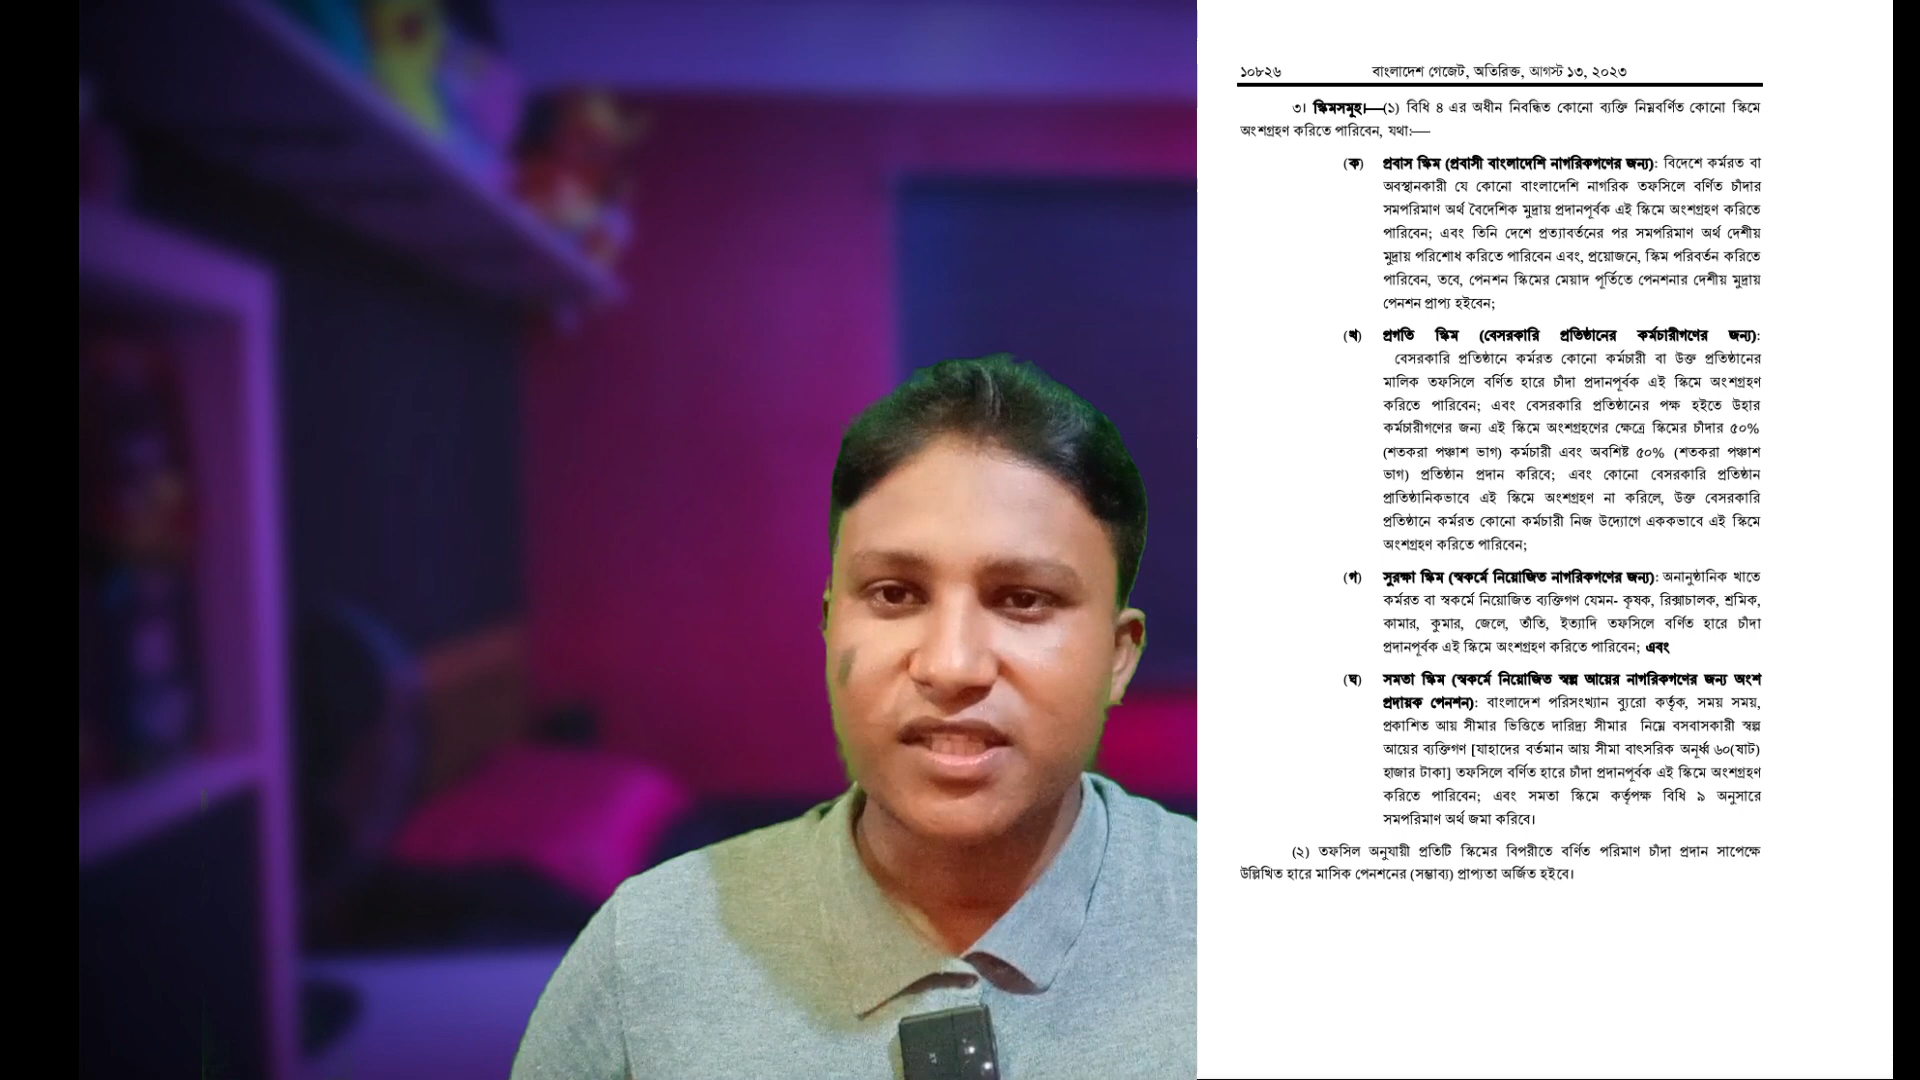 ১০৮২৬ বাংলাদেশ গেজেট, অতিরিক্ত, আগস্ট ১৩, ২০২৩
৩। স্কিমসমূহ।—(১) বিধি ৪ এর অধীন নিবন্ধিত কোনো ব্যক্তি নিম্নবর্ণিত কোনো স্কিমে
অংশগ্রহণ করিতে পারিবেন, যথা:—
(ক) প্রবাস স্কিম (প্রবাসী বাংলাদেশি নাগরিকগণের জন্য): বিদেশে কর্মরত বা
অবস্থানকারী যে কোনো বাংলাদেশি নাগরিক তফসিলে বর্ণিত চাঁদার
সমপরিমাণ অর্থ বৈদেশিক মুদ্রায় প্রদানপূর্বক এই স্কিমে অংশগ্রহণ করিতে
পারিবেন; এবং তিনি দেশে প্রত্যাবর্তনের পর সমপরিমাণ অর্থ দেশীয়
মুদ্রায় পরিশোধ করিতে পারিবেন এবং, প্রয়োজনে, স্কিম পরিবর্তন করিতে
পারিবেন, তবে, পেনশন স্কিমের মেয়াদ পূর্তিতে পেনশনার দেশীয় মুদ্রায়
পেনশন প্রাপ্য হইবেন;
(খ) প্রগতি স্কিম (বেসরকারি প্রতিষ্ঠানের কর্মচারীগণের জন্য):
বেসরকারি প্রতিষ্ঠানে কর্মরত কোনো কর্মচারী বা উক্ত প্রতিষ্ঠানের
মালিক তফসিলে বর্ণিত হারে চাঁদা প্রদানপূর্বক এই স্কিমে অংশগ্রহণ
করিতে পারিবেন; এবং বেসরকারি প্রতিষ্ঠানের পক্ষ হইতে উহার
কর্মচারীগণের জন্য এই স্কিমে অংশগ্রহণের ক্ষেত্রে স্কিমের চাঁদার ৫০%
(শতকরা পঞ্চাশ ভাগ) কর্মচারী এবং অবশিষ্ট ৫০% (শতকরা পঞ্চাশ
ভাগ) প্রতিষ্ঠান প্রদান করিবে; এবং কোনো বেসরকারি প্রতিষ্ঠান
প্রাতিষ্ঠানিকভাবে এই স্কিমে অংশগ্রহণ না করিলে, উক্ত বেসরকারি
প্রতিষ্ঠানে কর্মরত কোনো কর্মচারী নিজ উদ্যোগে এককভাবে এই স্কিমে
অংশগ্রহণ করিতে পারিবেন;
(গ) সুরক্ষা স্কিম (স্বকর্মে নিয়োজিত নাগরিকগণের জন্য): অনানুষ্ঠানিক খাতে
কর্মরত বা স্বকর্মে নিয়োজিত ব্যক্তিগণ যেমন- কৃষক, রিক্সাচালক, শ্রমিক,
কামার, কুমার, জেলে, তাঁতি, ইত্যাদি তফসিলে বর্ণিত হারে চাঁদা
প্রদানপূর্বক এই স্কিমে অংশগ্রহণ করিতে পারিবেন; এবং
(ঘ) সমতা স্কিম (স্বকর্মে নিয়োজিত স্বল্প আয়ের নাগরিকগণের জন্য অংশ
প্রদায়ক পেনশন): বাংলাদেশ পরিসংখ্যান ব্যুরো কর্তৃক, সময় সময়,
প্রকাশিত আয় সীমার ভিত্তিতে দারিদ্র্য সীমার নিম্নে বসবাসকারী স্বল্প
আয়ের ব্যক্তিগণ [যাহাদের বর্তমান আয় সীমা বাৎসরিক অনূর্ধ্ব ৬০(ষাট)
হাজার টাকা] তফসিলে বর্ণিত হারে চাঁদা প্রদানপূর্বক এই স্কিমে অংশগ্রহণ
করিতে পারিবেন; এবং সমতা স্কিমে কর্তৃপক্ষ বিধি ৯ অনুসারে
সমপরিমাণ অর্থ জমা করিবে।
(২) তফসিল অনুযায়ী প্রতিটি স্কিমের বিপরীতে বর্ণিত পরিমাণ চাঁদা প্রদান সাপেক্ষে
উল্লিখিত হারে মাসিক পেনশনের (সম্ভাব্য) প্রাপ্যতা অর্জিত হইবে।